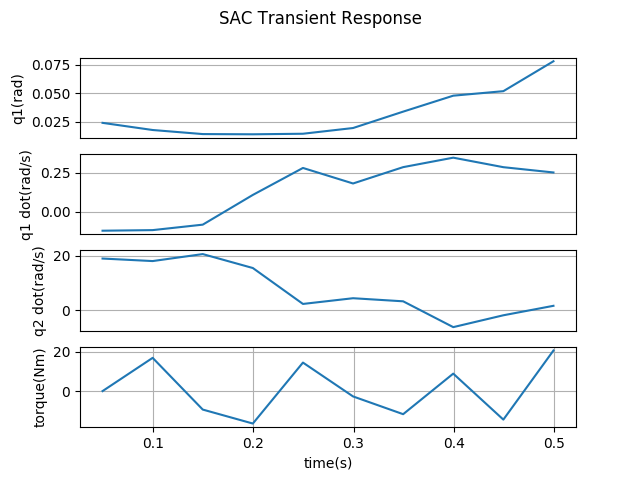 SAC Transient Response
q1(rad)
0.075
0.050
0.025
q1 dot(rad/s)
0.25
0.00
q2 dot(rad/s)
20
0
torque(Nm)
20
0
0.1 0.2 0.3 0.4 0.5
time(s)